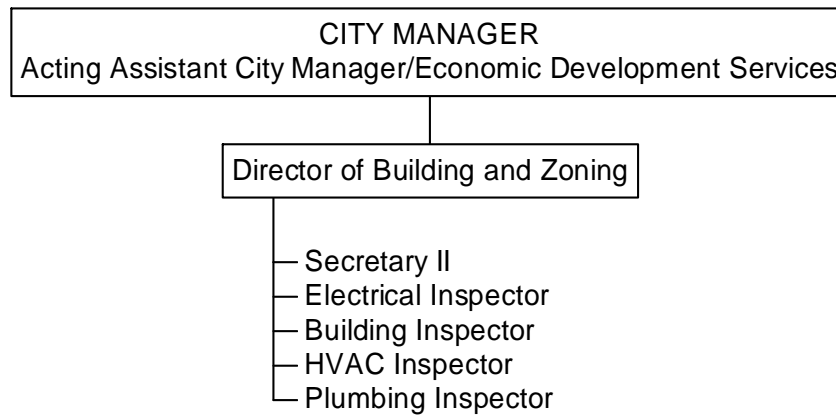 CITY MANAGER
Acting Assistant City Manager/Economic Development Services
Director of Building and Zoning
Secretary II
Electrical Inspector
Building Inspector
HVAC Inspector
Plumbing Inspector